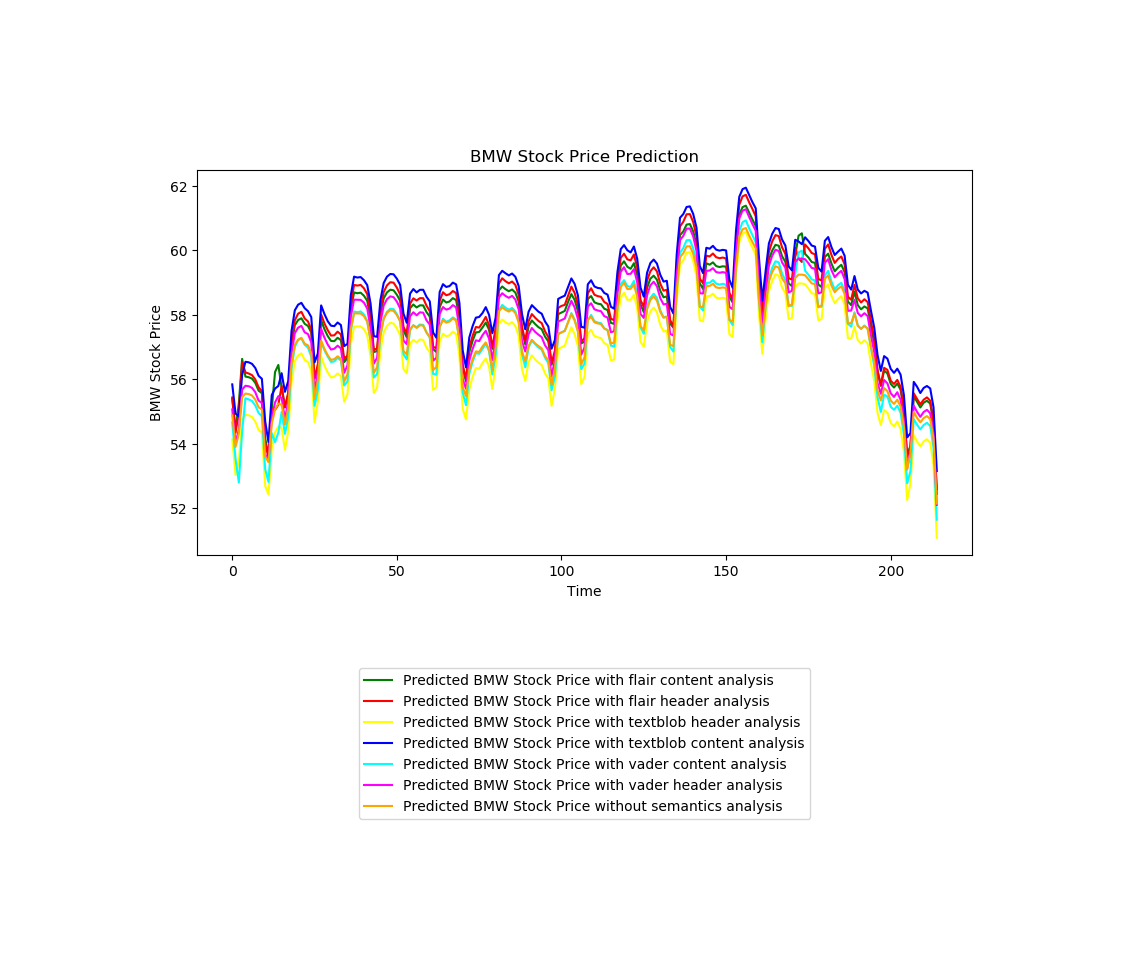 BMW Stock Price Prediction
BMW Stock Price
62
60
58
56
54
52
0 50 100 150 200
Time
Predicted BMW Stock Price with flair content analysis
Predicted BMW Stock Price with flair header analysis
Predicted BMW Stock Price with textblob header analysis
Predicted BMW Stock Price with textblob content analysis
Predicted BMW Stock Price with vader content analysis
Predicted BMW Stock Price with vader header analysis
Predicted BMW Stock Price without semantics analysis